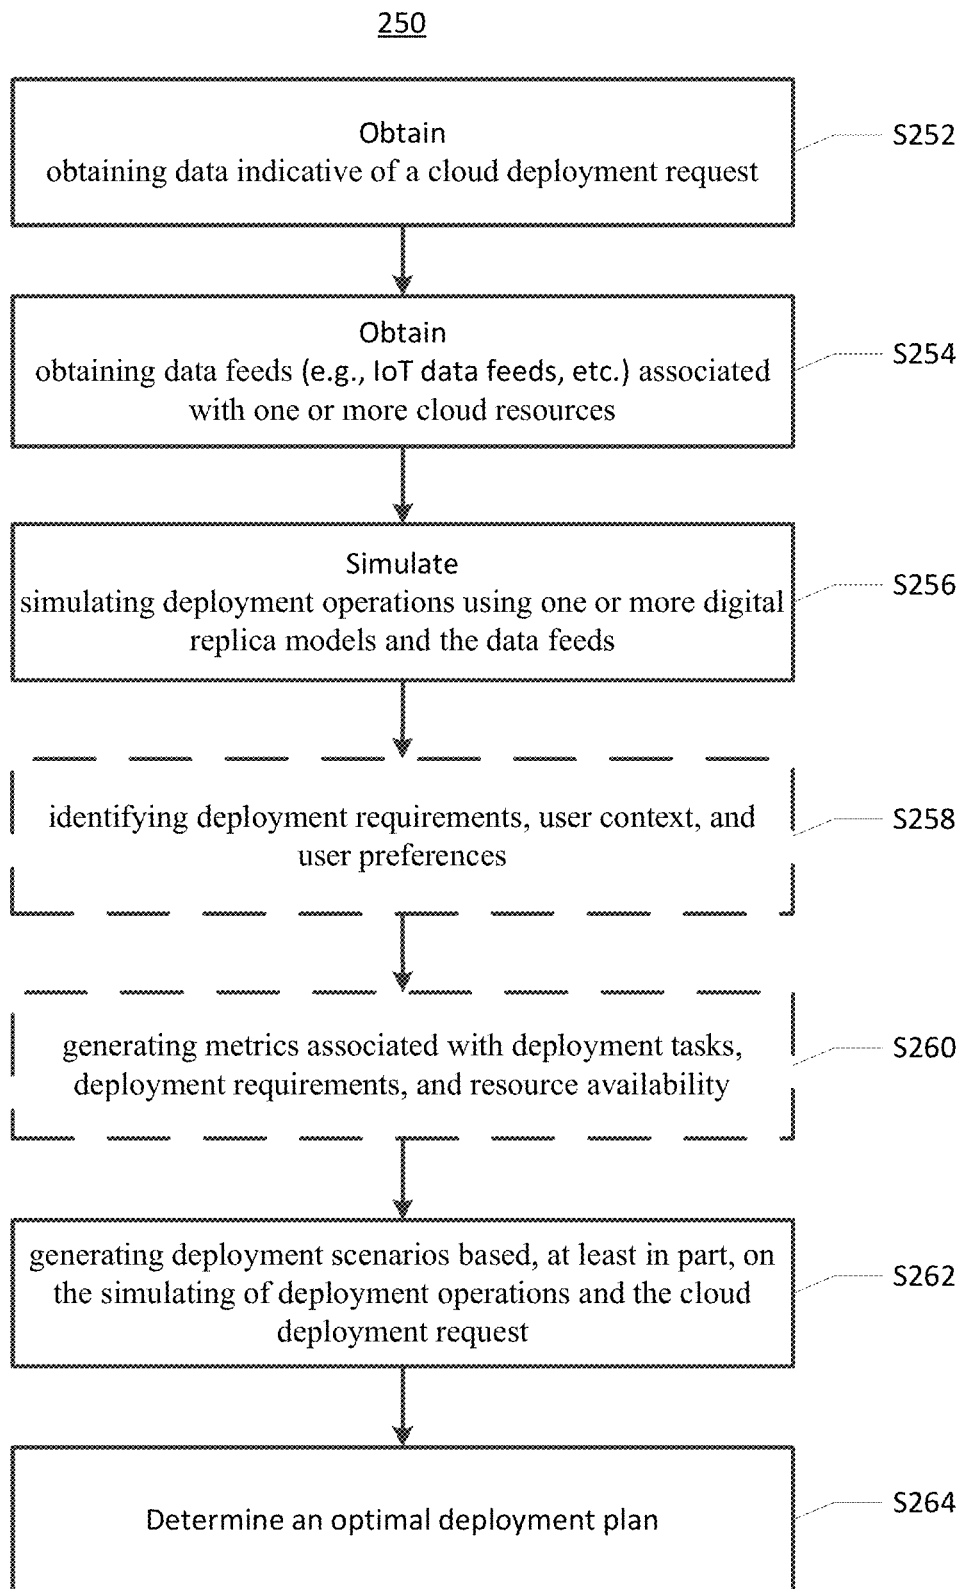 250
Obtain
obtaining data indicative of a cloud deployment request
S252
Obtain
obtaining data feeds (e.g., IoT data feeds, etc.) associated
with one or more cloud resources
S254
Simulate
simulating deployment operations using one or more digital
replica models and the data feeds
S256
identifying deployment requirements, user context, and
user preferences
S258
generating metrics associated with deployment tasks,
deployment requirements, and resource availability
S260
generating deployment scenarios based, at least in part, on
the simulating of deployment operations and the cloud
deployment request
S262
Determine an optimal deployment plan
S264